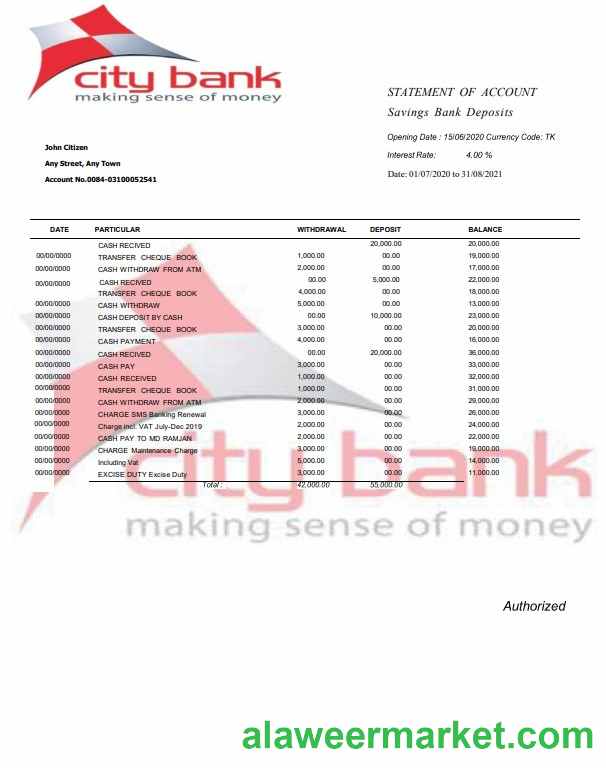 city bank
making sense of money
STATEMENT OF ACCOUNT
Savings Bank Deposits
Opening Date : 15/06/2020 Currency Code: TK
Interest Rate: 4.00 %
Date: 01/07/2020 to 31/08/2021
John Citizen
Any Street, Any Town
Account No.0084-03100052541
DATE PARTICULAR WITHDRAWAL DEPOSIT BALANCE
CASH RECIVED 20,000.00 20,000.00
00/00/0000 TRANSFER CHEQUE BOOK 1,000.00 00.00 19,000.00
00/00/0000 CASH WITHDRAW FROM ATM 2,000.00 00.00 17,000.00
00/00/0000 CASH RECIVED 00.00 5,000.00 22,000.00
TRANSFER CHEQUE BOOK 4,000.00 00.00 18,000.00
00/00/0000 CASH WITHDRAW 5,000.00 00.00 13,000.00
00/00/0000 CASH DEPOSIT BY CASH 00.00 10,000.00 23,000.00
00/00/0000 TRANSFER CHEQUE BOOK 3,000.00 00.00 20,000.00
00/00/0000 CASH PAYMENT 4,000.00 00.00 16,000.00
00/00/0000 CASH RECIVED 00.00 20,000.00 36,000.00
00/00/0000 CASH PAY 3,000.00 00.00 33,000.00
00/00/0000 CASH RECEIVED 1,000.00 00.00 32,000.00
00/00/0000 TRANSFER CHEQUE BOOK 1,000.00 00.00 31,000.00
00/00/0000 CASH WITHDRAW FROM ATM 2,000.00 00.00 29,000.00
00/00/0000 CHARGE SMS Banking Renewal 3,000.00 00.00 26,000.00
00/00/0000 Charge incl. VAT July-Dec 2019 2,000.00 00.00 24,000.00
00/00/0000 CASH PAY TO MD RAMJAN 2,000.00 00.00 22,000.00
00/00/0000 CHARGE Maintenance Charge 3,000.00 00.00 19,000.00
00/00/0000 Including Vat 5,000.00 00.00 14,000.00
00/00/0000 EXCISE DUTY Excise Duty 3,000.00 00.00 11,000.00
Total : 42,000.00 55,000.00
city bank
making sense of money
Authorized
alaweermarket.com